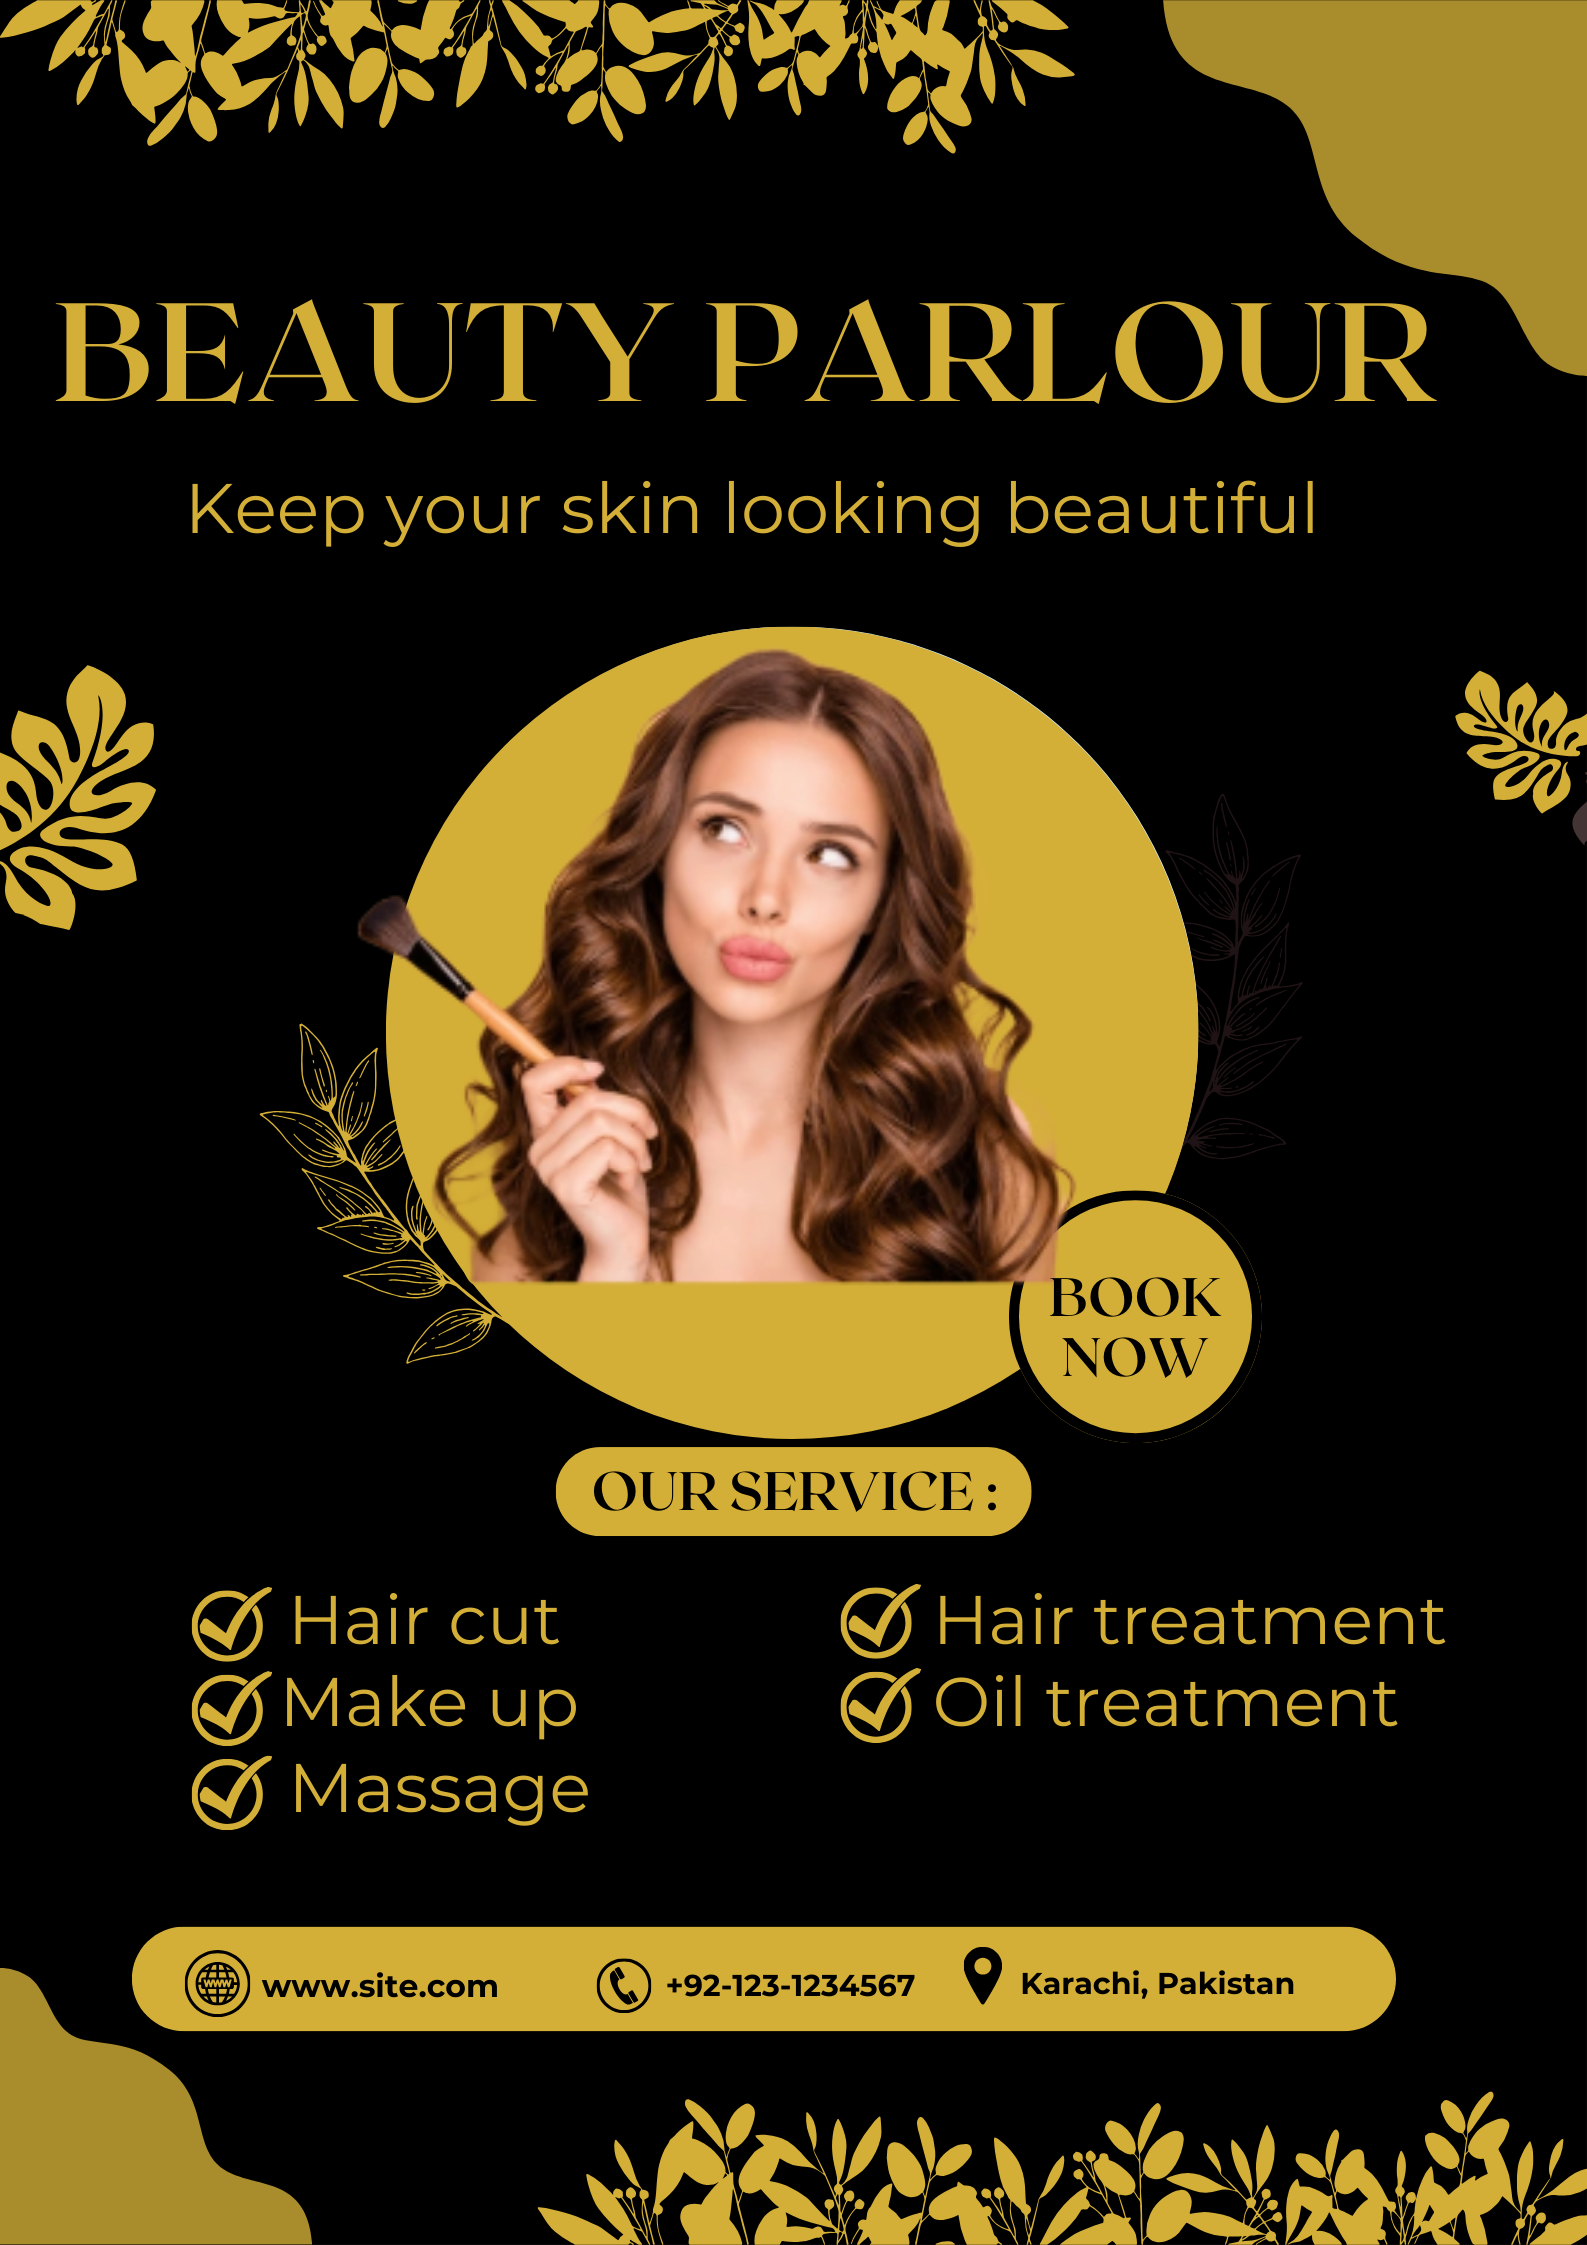 BEAUTY PARLOUR
Keep your skin looking beautiful
BOOK
NOW
OUR SERVICE :
Hair cut
Make up
Massage
Hair treatment
Oil treatment
www
www.site.com
+92-123-1234567
Karachi, Pakistan